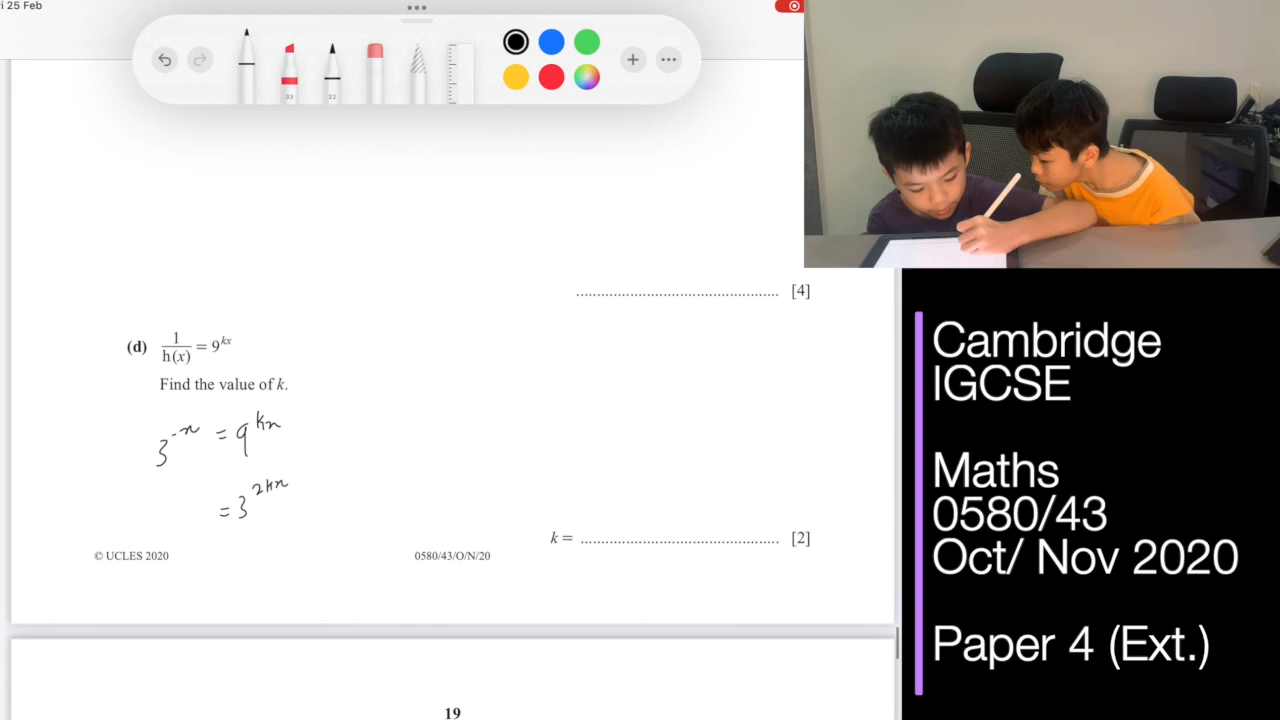 i 25 Feb
33
22
[4]
(d) 1/h(x) = 9^kx
Find the value of k.
3^-x = 9^kx
= 3^2kx
k = [2]
© UCLES 2020
0580/43/O/N/20
19
Cambridge
IGCSE
Maths
0580/43
Oct/ Nov 2020
Paper 4 (Ext.)